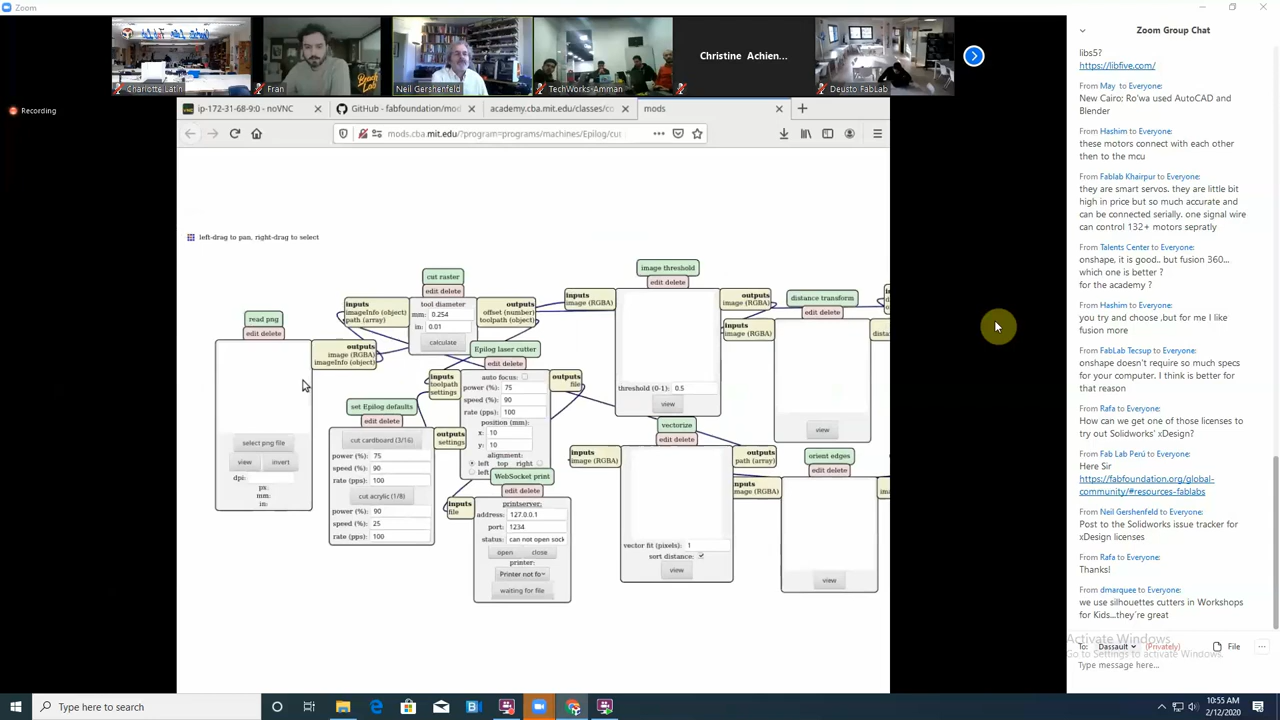 Zoom
Recording
Charlotte Latin
Fran
Neil Gershenfeld
TechWorks-Amman
Christine Achien...
Deusto FabLab
ip-172-31-68-9:0 - noVNC
GitHub - fabfoundation/mod
academy.cba.mit.edu/classes/co
mods
mods.cba.mit.edu/?program=programs/machines/Epilog/cut
left-drag to pan, right-drag to select
read png
edit delete
outputs
image (RGBA)
imageInfo (object)
select png file
view
invert
dpi:
px:
mm:
in:
cut raster
edit delete
inputs
imageInfo (object)
path (array)
tool diameter
mm: 0.254
in: 0.01
calculate
outputs
offset (number)
toolpath (object)
Epilog laser cutter
edit delete
inputs
toolpath
settings
auto focus:
power (%): 75
speed (%): 90
rate (pps): 100
position (mm):
x: 10
y: 10
alignment:
left top right
left
outputs
file
set Epilog defaults
edit delete
cut cardboard (3/16)
power (%): 75
speed (%): 90
rate (pps): 100
cut acrylic (1/8)
power (%): 90
speed (%): 25
rate (pps): 100
outputs
settings
WebSocket print
edit delete
inputs
file
printserver:
address: 127.0.0.1
port: 1234
status: can not open sock
open close
printer:
Printer not fo
waiting for file
image threshold
edit delete
inputs
image (RGBA)
threshold (0-1): 0.5
view
outputs
image (RGBA)
vectorize
edit delete
inputs
image (RGBA)
vector fit (pixels): 1
sort distance:
view
outputs
path (array)
distance transform
edit delete
inputs
image (RGBA)
view
orient edges
edit delete
inputs
view
Zoom Group Chat
libs5?
https://libfive.com/
From May to Everyone:
New Cairo; Ro'wa used AutoCAD and
Blender
From Hashim to Everyone:
these motors connect with each other
then to the mcu
From Fablab Khairpur to Everyone:
they are smart servos. they are little bit
high in price but so much accurate and
can be connected serially. one signal wire
can control 132+ motors sepratly
From Talents Center to Everyone:
onshape, it is good.. but fusion 360...
which one is better ?
for the academy ?
From Hashim to Everyone:
you try and choose ,but for me I like
fusion more
From FabLab Tecsup to Everyone:
onshape doesn't require so much specs
for your computer. I think is better for
that reason
From Rafa to Everyone:
How can we get one of those licenses to
try out Solidworks' xDesign?
From Fab Lab Perú to Everyone:
Here Sir
https://fabfoundation.org/global-
community/#resources-fablabs
From Neil Gershenfeld to Everyone:
Post to the Solidworks issue tracker for
xDesign licenses
From Rafa to Everyone:
Thanks!
From dmarquee to Everyone:
we use silhouettes cutters in Workshops
for Kids...they´re great
Activate Windows
Go to Settings to activate Windows.
To: Dassault (Privately)
File
Type message here...
Type here to search
10:55 AM
2/12/2020